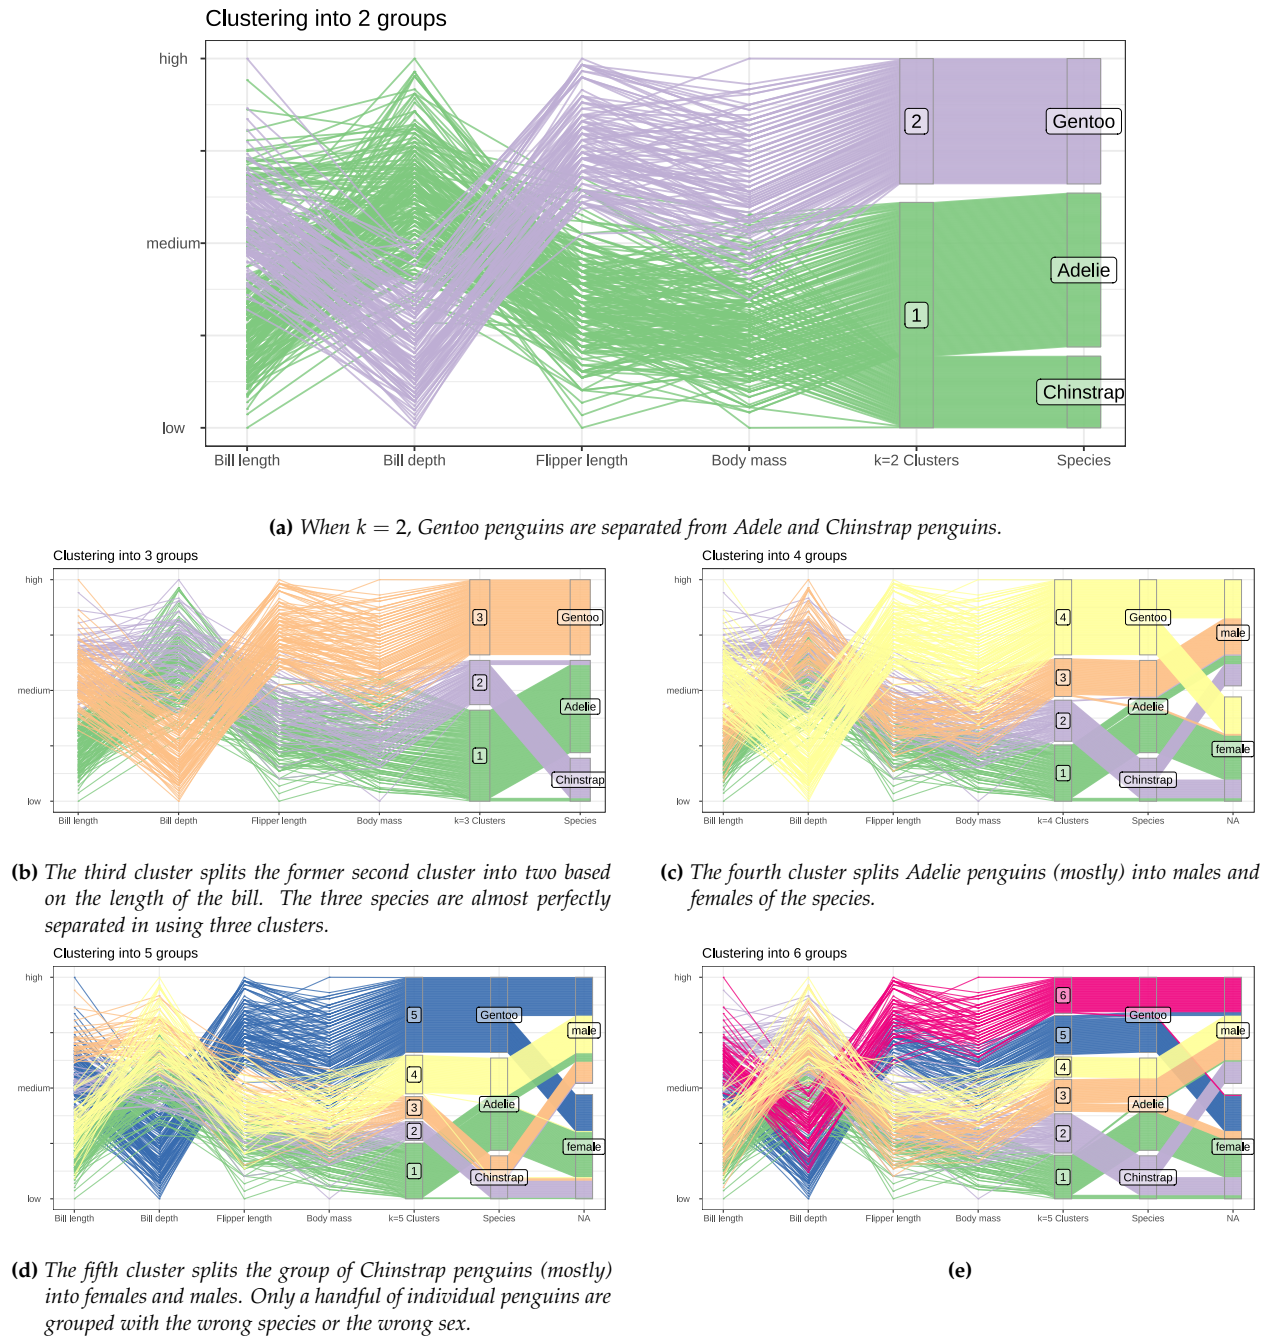 Clustering into 2 groups
high
medium
low
2
1
Gentoo
Adelie
Chinstrap
Bill length Bill depth Flipper length Body mass k=2 Clusters Species
(a) When k = 2, Gentoo penguins are separated from Adele and Chinstrap penguins.
Clustering into 3 groups
high
medium
low
3
2
1
Gentoo
Adelie
Chinstrap
Bill length Bill depth Flipper length Body mass k=3 Clusters Species
(b) The third cluster splits the former second cluster into two based
on the length of the bill. The three species are almost perfectly
separated in using three clusters.
Clustering into 4 groups
high
medium
low
4
3
2
1
Gentoo
Adelie
Chinstrap
male
female
Bill length Bill depth Flipper length Body mass k=4 Clusters Species NA
(c) The fourth cluster splits Adelie penguins (mostly) into males and
females of the species.
Clustering into 5 groups
high
medium
low
5
4
3
2
1
Gentoo
Adelie
Chinstrap
male
female
Bill length Bill depth Flipper length Body mass k=5 Clusters Species NA
(d) The fifth cluster splits the group of Chinstrap penguins (mostly)
into females and males. Only a handful of individual penguins are
grouped with the wrong species or the wrong sex.
Clustering into 6 groups
high
medium
low
6
5
4
3
2
1
Gentoo
Adelie
Chinstrap
male
female
Bill length Bill depth Flipper length Body mass k=5 Clusters Species NA
(e)